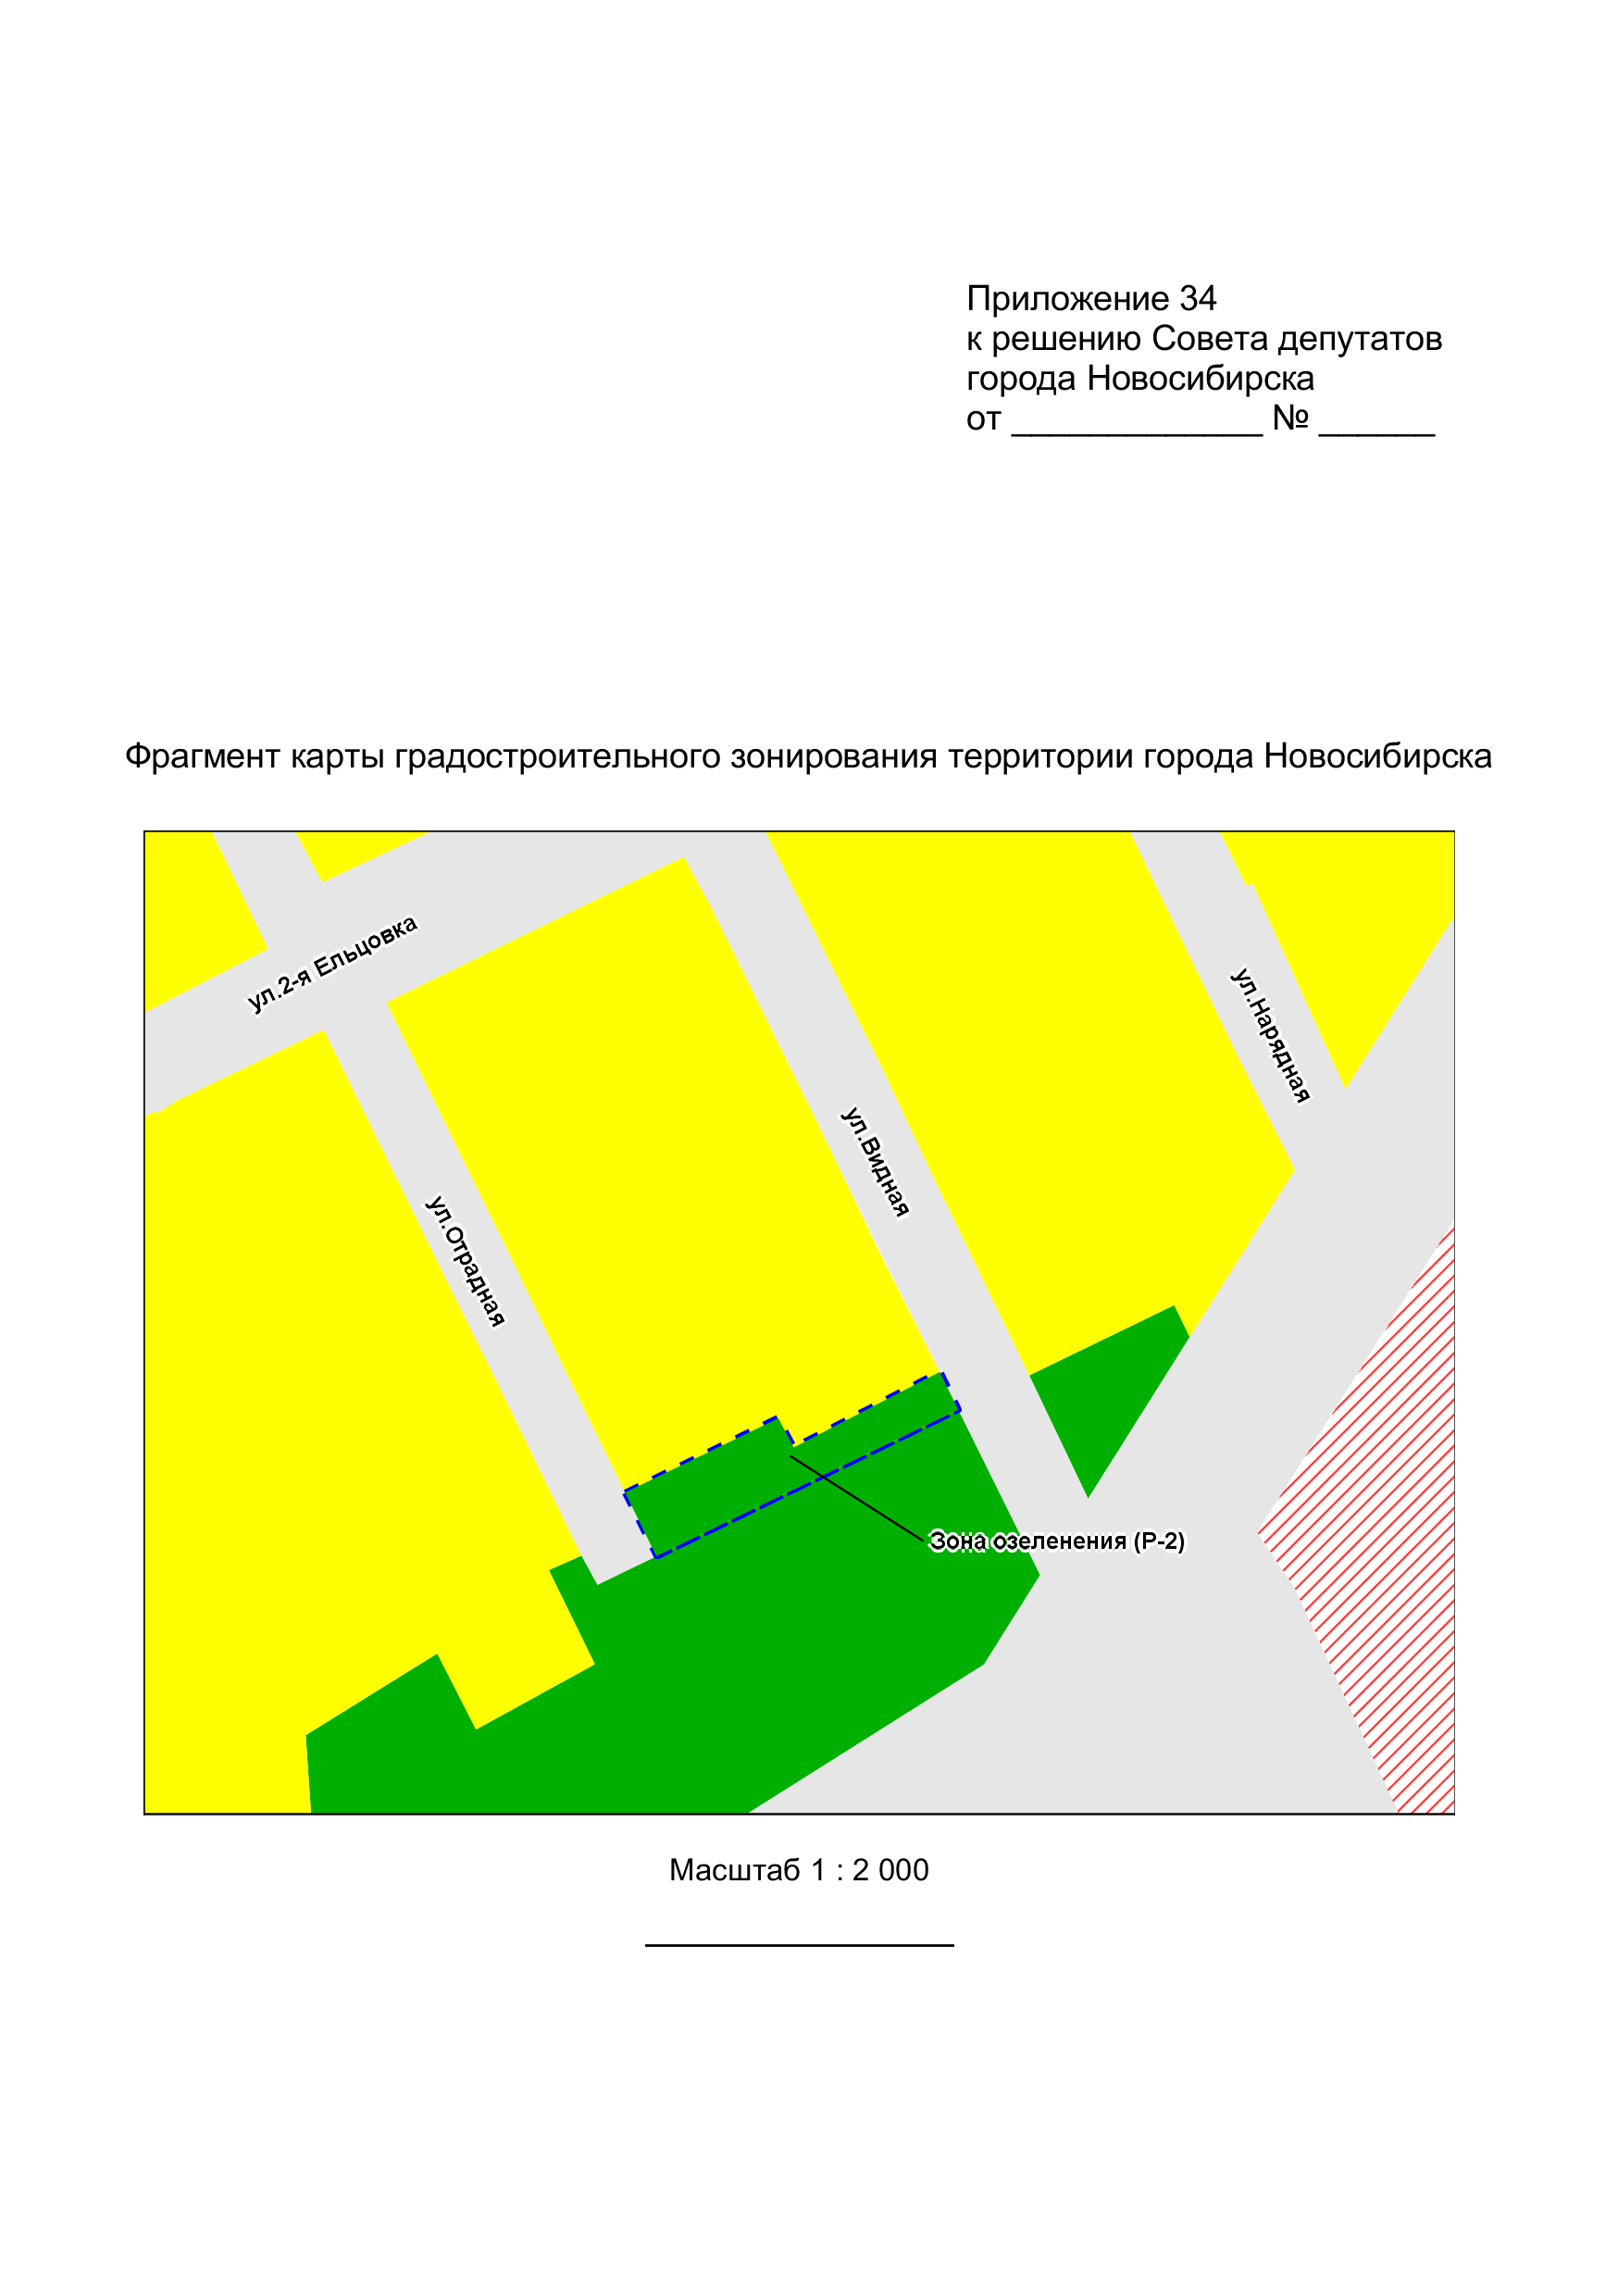 Приложение 34
к решению Совета депутатов
города Новосибирска
от _____________ № ______
Фрагмент карты градостроительного зонирования территории города Новосибирска
ул.2-я Ельцовка
ул.Нарядная
ул.Видная
ул.Отрадная
Зона озеленения (Р-2)
Масштаб 1 : 2 000